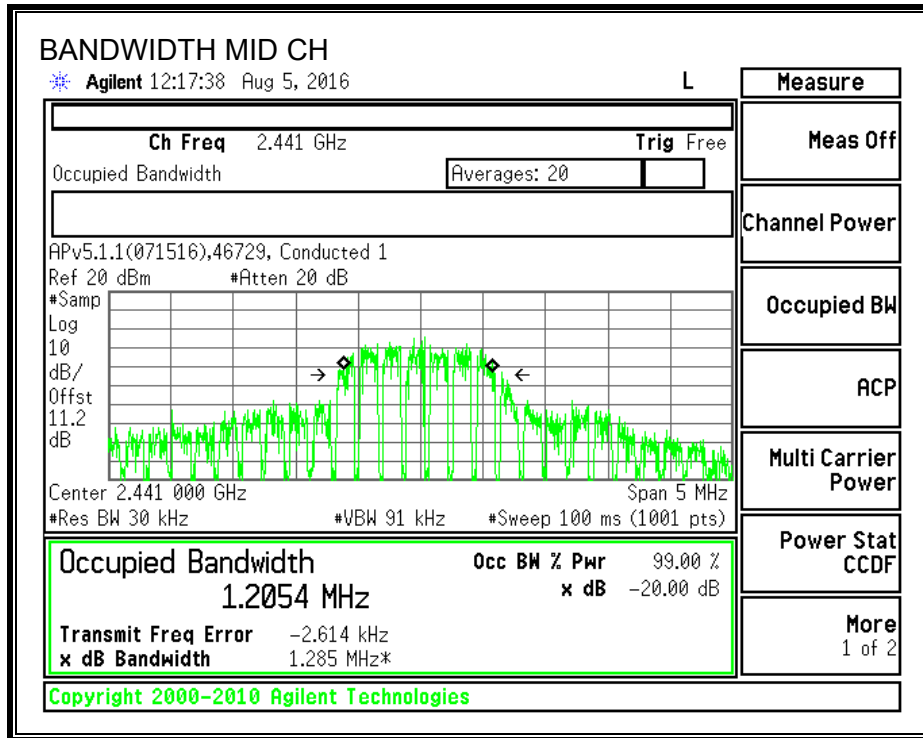 BANDWIDTH MID CH
Agilent 12:17:38 Aug 5, 2016 L
Ch Freq 2.441 GHz Trig Free
Occupied Bandwidth Averages: 20
APv5.1.1(071516),46729, Conducted 1
Ref 20 dBm #Atten 20 dB
#Samp
Log
10
dB/
Offst
11.2
dB
Center 2.441 000 GHz Span 5 MHz
#Res BW 30 kHz #VBW 91 kHz #Sweep 100 ms (1001 pts)
Occupied Bandwidth Occ BW % Pwr 99.00 %
1.2054 MHz x dB -20.00 dB
Transmit Freq Error -2.614 kHz
x dB Bandwidth 1.285 MHz*
Copyright 2000-2010 Agilent Technologies
Measure
Meas Off
Channel Power
Occupied BW
ACP
Multi Carrier
Power
Power Stat
CCDF
More
1 of 2